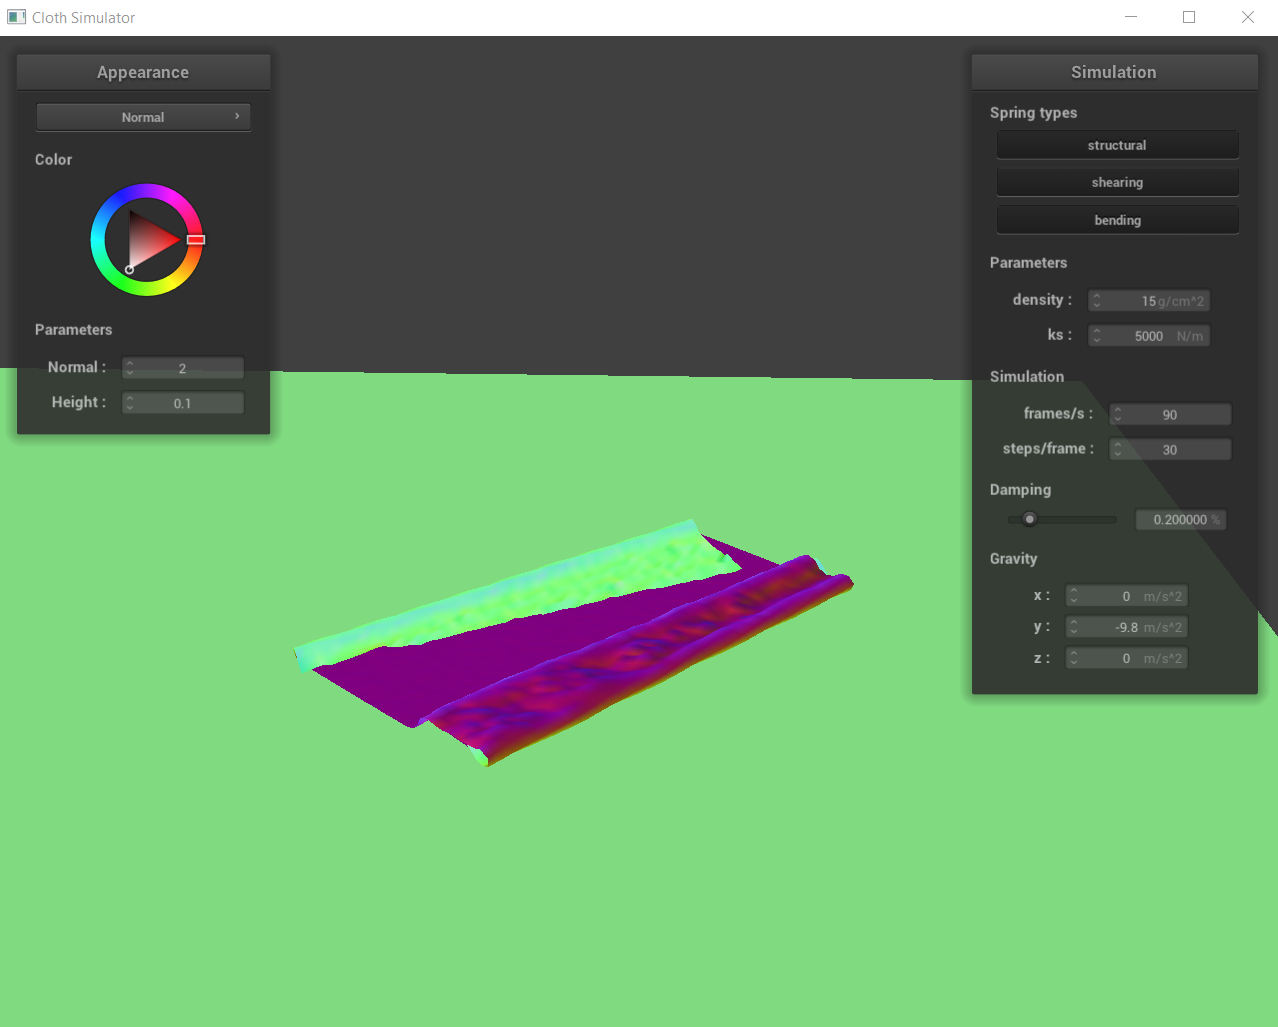 Cloth Simulator
Appearance
Normal
Color
Parameters
Normal : 2
Height : 0.1
Simulation
Spring types
structural
shearing
bending
Parameters
density : 15 g/cm^2
ks : 5000 N/m
Simulation
frames/s : 90
steps/frame : 30
Damping
0.200000 %
Gravity
x : 0 m/s^2
y : -9.8 m/s^2
z : 0 m/s^2